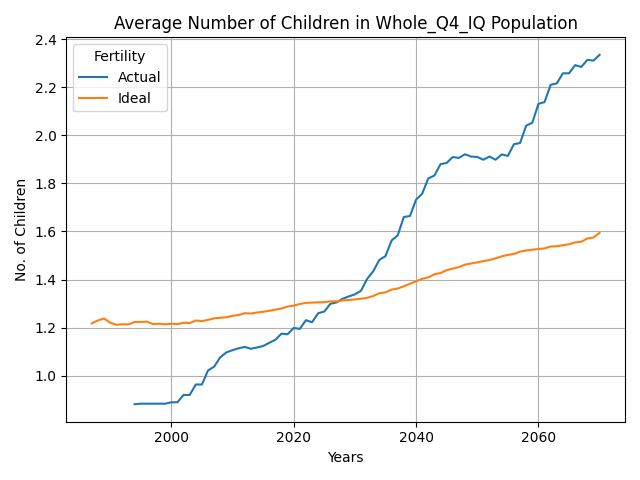 Average Number of Children in Whole_Q4_IQ Population
Fertility
Actual
Ideal
No. of Children
2.4
2.2
2.0
1.8
1.6
1.4
1.2
1.0
2000 2020 2040 2060
Years